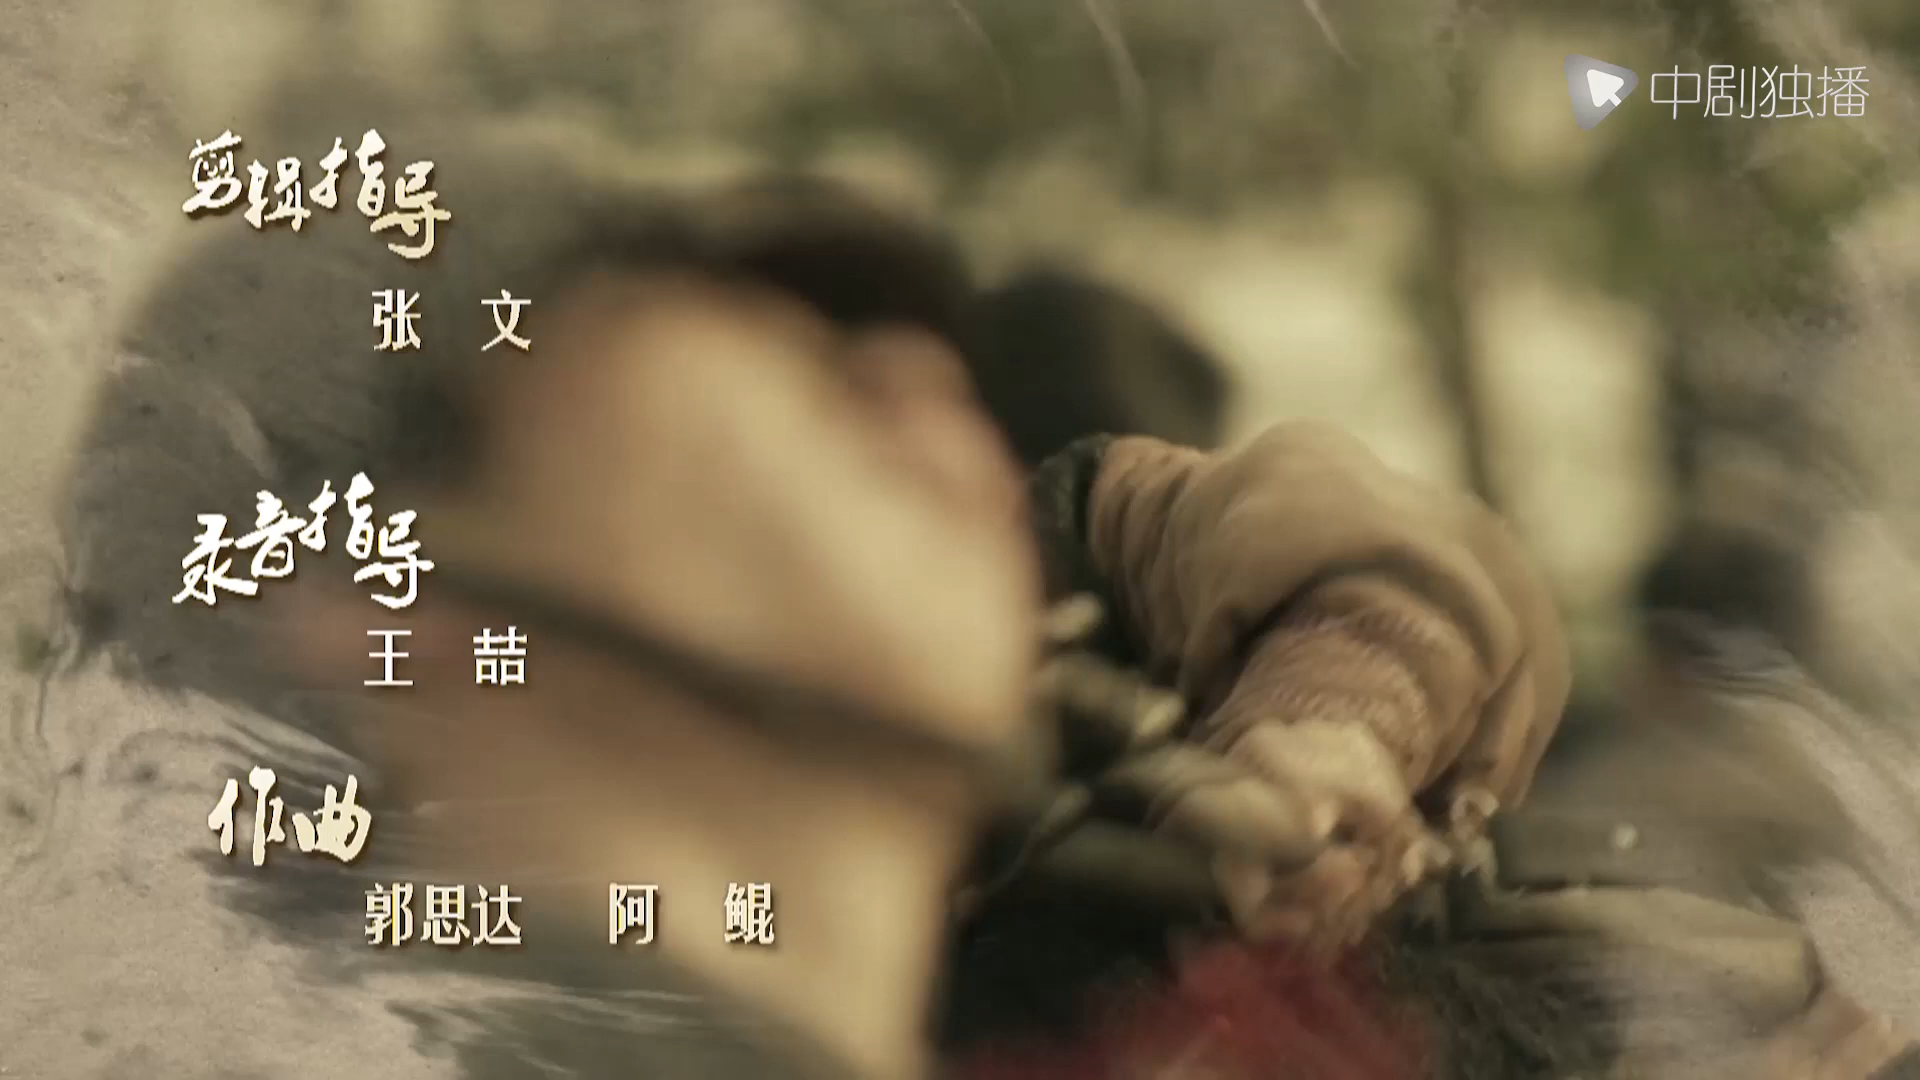 中剧独播
剪辑指导
张 文
录音指导
王 喆
作曲
郭思达 阿 鲲